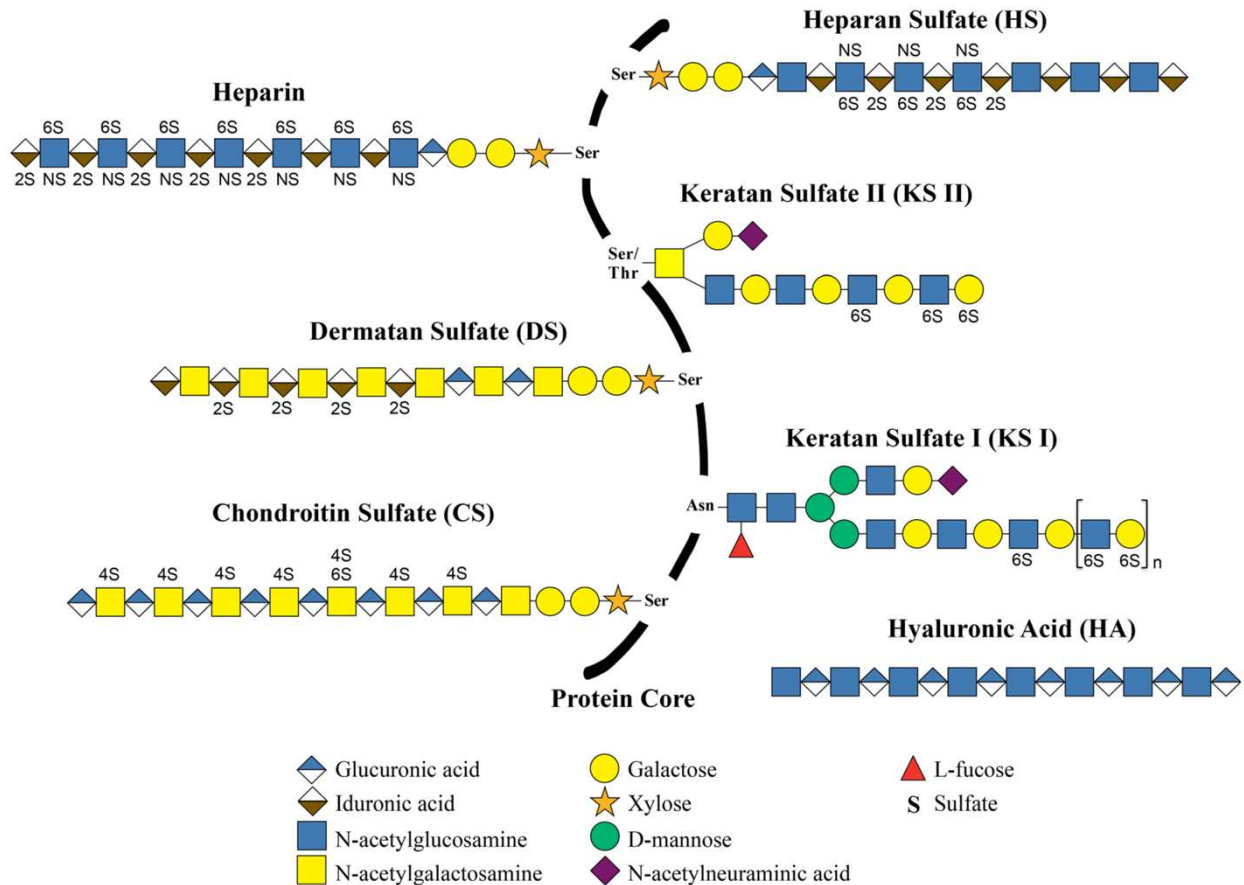 Heparan Sulfate (HS)
NS NS NS
Ser
6S 2S 6S 2S 6S 2S
Heparin
6S 6S 6S 6S 6S 6S 6S
Ser
2S NS 2S NS 2S NS 2S NS 2S NS NS NS
Keratan Sulfate II (KS II)
Ser/
Thr
6S 6S 6S
Dermatan Sulfate (DS)
Ser
2S 2S 2S 2S
Keratan Sulfate I (KS I)
Asn
6S 6S 6S n
Chondroitin Sulfate (CS)
4S
4S 4S 4S 6S 4S 4S
Ser
Hyaluronic Acid (HA)
Protein Core
Glucuronic acid
Iduronic acid
N-acetylglucosamine
N-acetylgalactosamine
Galactose
Xylose
D-mannose
N-acetylneuraminic acid
L-fucose
S Sulfate